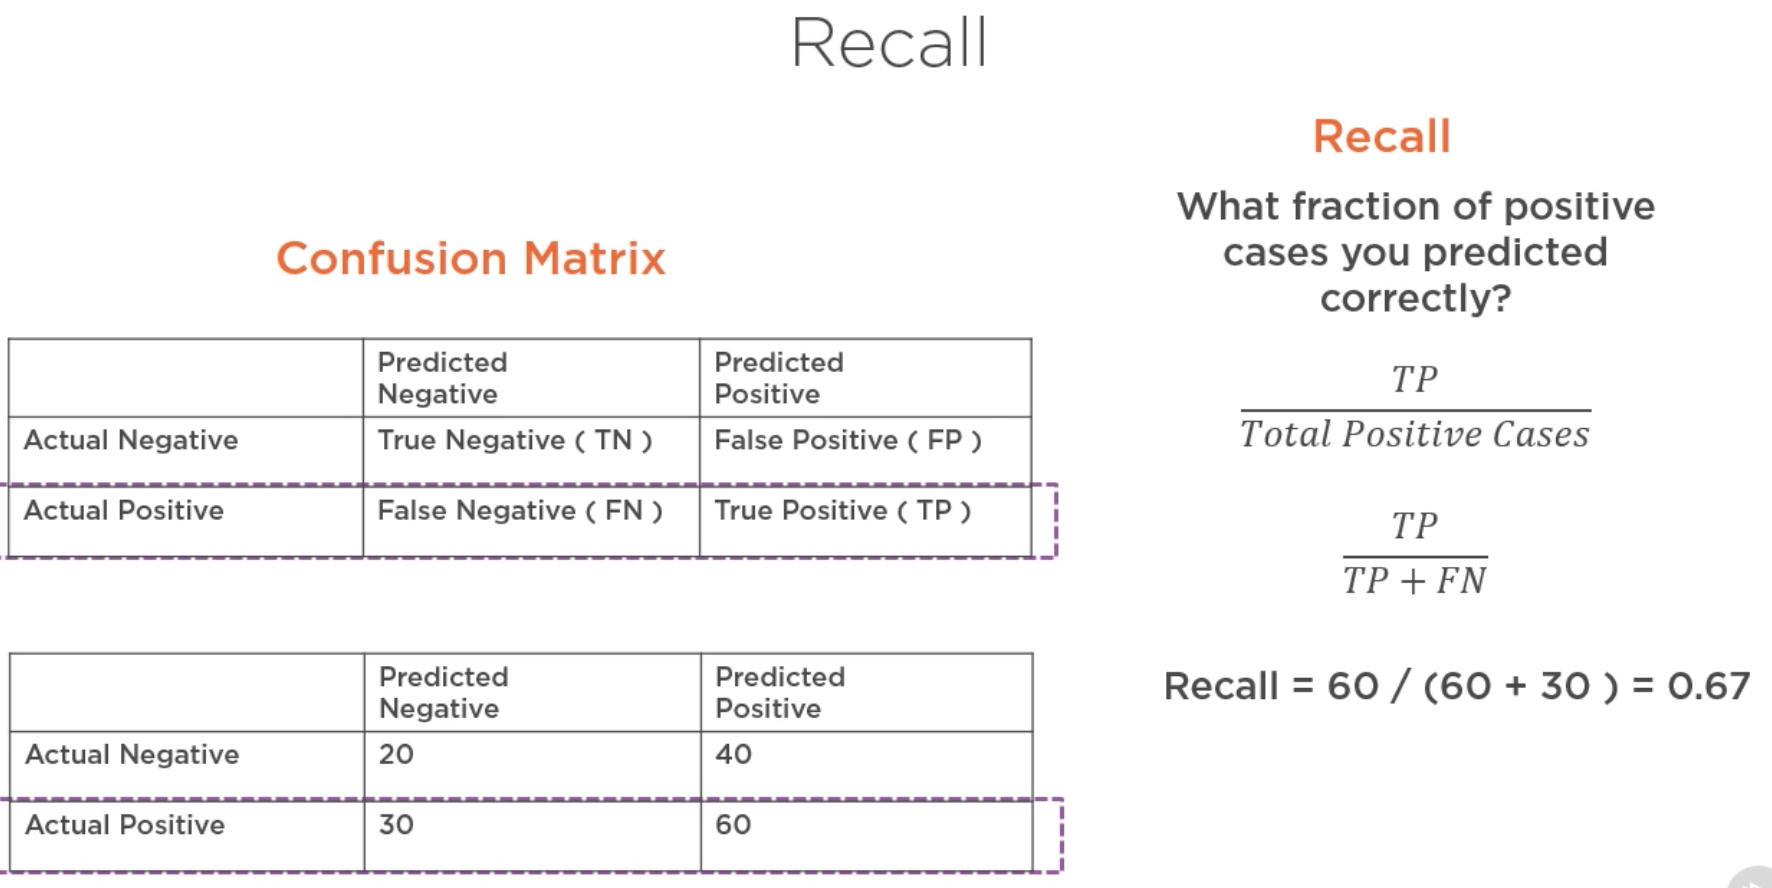 Recall
Confusion Matrix
Predicted Negative Predicted Positive
Actual Negative True Negative ( TN ) False Positive ( FP )
Actual Positive False Negative ( FN ) True Positive ( TP )
Predicted Negative Predicted Positive
Actual Negative 20 40
Actual Positive 30 60
Recall
What fraction of positive
cases you predicted
correctly?
TP
Total Positive Cases
TP
TP + FN
Recall = 60 / (60 + 30 ) = 0.67